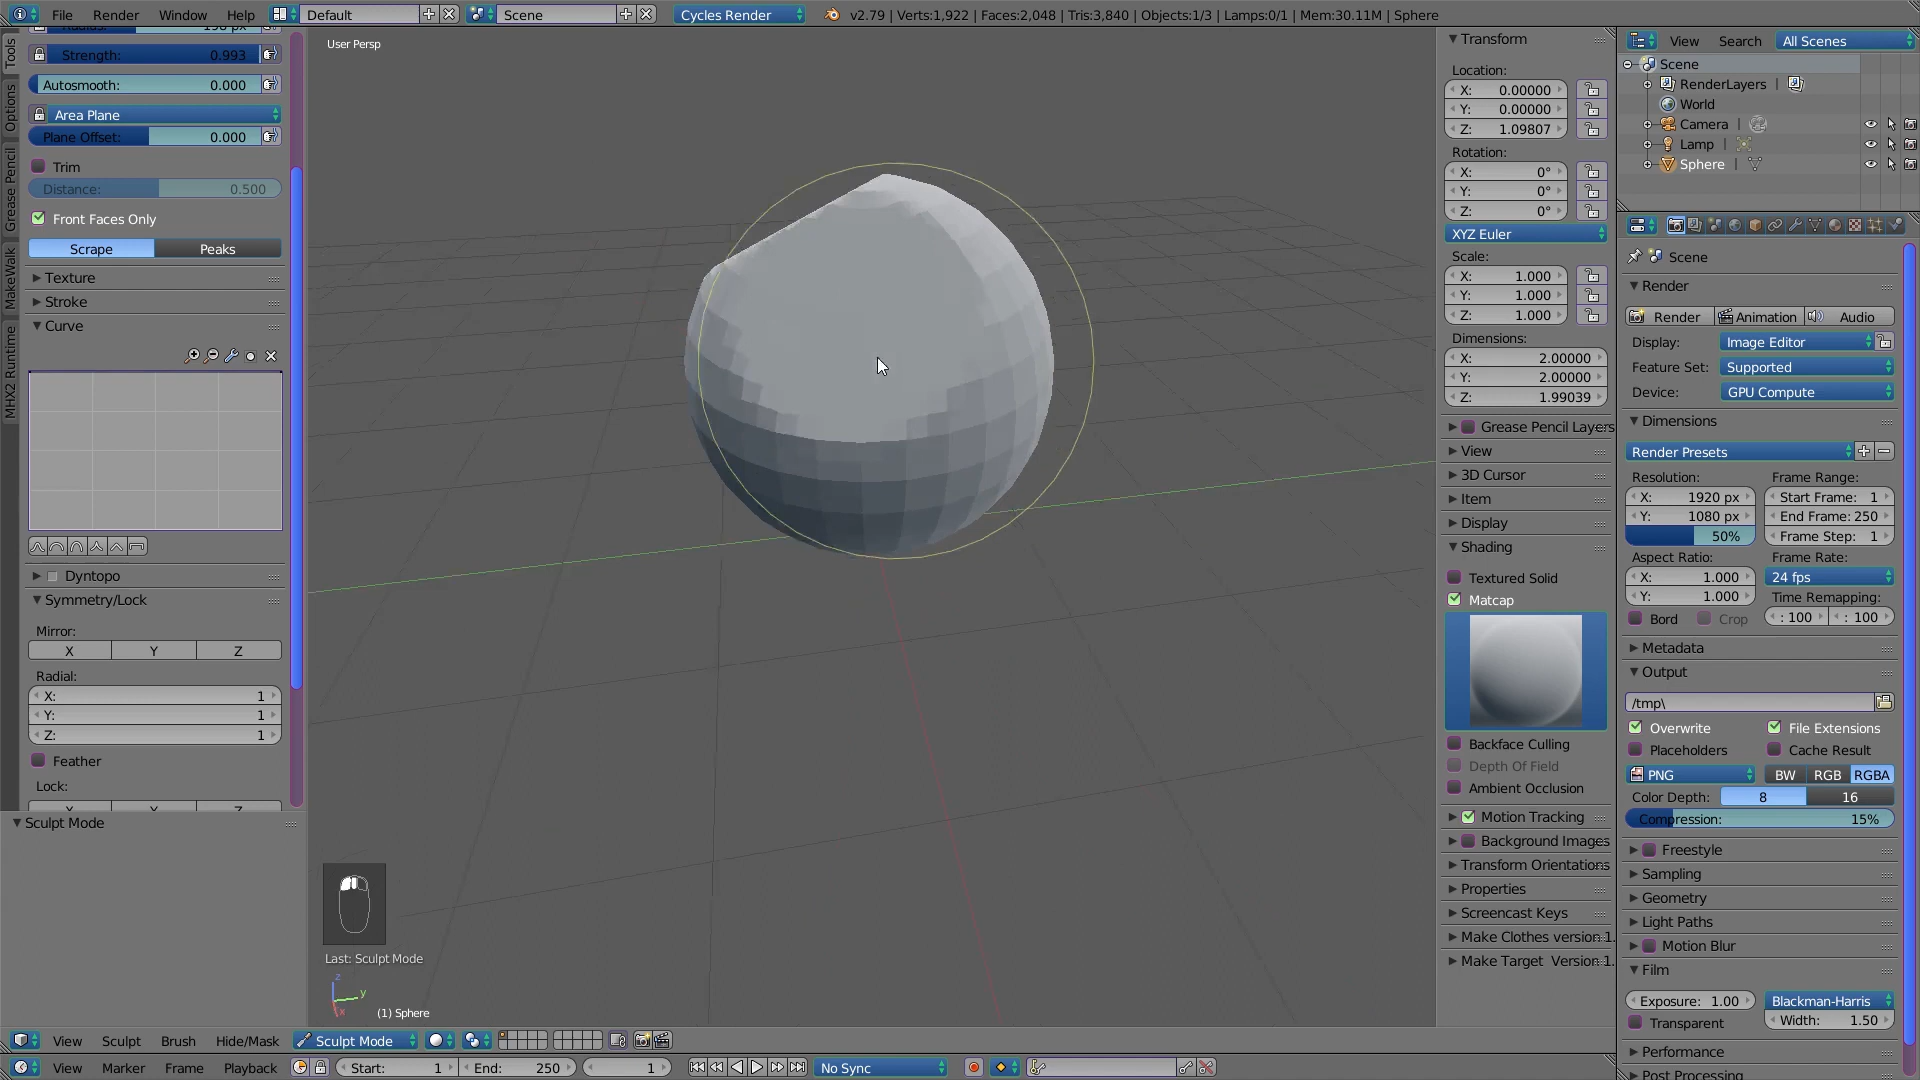 File Render Window Help Default Scene Cycles Render v2.79 | Verts:1,922 | Faces:2,048 | Tris:3,840 | Objects:1/3 | Lamps:0/1 | Mem:30.11M | Sphere
Tools
Options
Grease Pencil
MakeWalk
MHX2 Runtime
Strength: 0.993
Autosmooth: 0.000
Area Plane
Plane Offset: 0.000
Trim
Distance: 0.500
Front Faces Only
Scrape Peaks
Texture
Stroke
Curve
Dyntopo
Symmetry/Lock
Mirror:
X Y Z
Radial:
X: 1
Y: 1
Z: 1
Feather
Lock:
Sculpt Mode
User Persp
Last: Sculpt Mode
z
y
x
(1) Sphere
Transform
Location:
X: 0.00000
Y: 0.00000
Z: 1.09807
Rotation:
X: 0°
Y: 0°
Z: 0°
XYZ Euler
Scale:
X: 1.000
Y: 1.000
Z: 1.000
Dimensions:
X: 2.00000
Y: 2.00000
Z: 1.99039
Grease Pencil Layers
View
3D Cursor
Item
Display
Shading
Textured Solid
Matcap
Backface Culling
Depth Of Field
Ambient Occlusion
Motion Tracking
Background Images
Transform Orientations
Properties
Screencast Keys
Make Clothes version 1.
Make Target Version 1.
View Search All Scenes
Scene
RenderLayers |
World
Camera |
Lamp |
Sphere |
Scene
Render
Render Animation Audio
Display: Image Editor
Feature Set: Supported
Device: GPU Compute
Dimensions
Render Presets
Resolution: Frame Range:
X: 1920 px Start Frame: 1
Y: 1080 px End Frame: 250
50% Frame Step: 1
Aspect Ratio: Frame Rate:
X: 1.000 24 fps
Y: 1.000 Time Remapping:
Bord Crop : 100 : 100
Metadata
Output
/tmp\
Overwrite File Extensions
Placeholders Cache Result
PNG BW RGB RGBA
Color Depth: 8 16
Compression: 15%
Freestyle
Sampling
Geometry
Light Paths
Motion Blur
Film
Exposure: 1.00 Blackman-Harris
Transparent Width: 1.50
Performance
Post Processing
View Sculpt Brush Hide/Mask Sculpt Mode
View Marker Frame Playback Start: 1 End: 250 1 No Sync